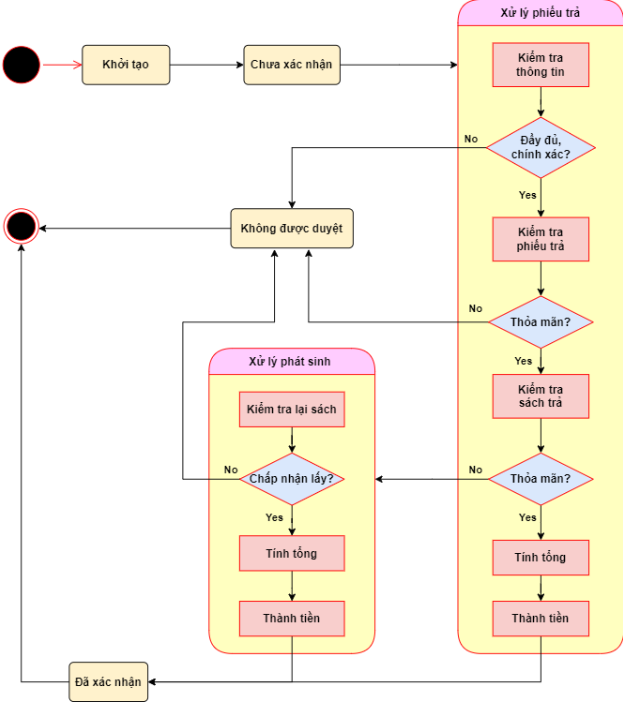 Xử lý phiếu trả
Khởi tạo
Chưa xác nhận
Kiểm tra
thông tin
No
Đầy đủ,
chính xác?
Yes
Không được duyệt
Kiểm tra
phiếu trả
No
Thỏa mãn?
Yes
Xử lý phát sinh
Kiểm tra
sách trả
Kiểm tra lại sách
No
Chấp nhận lấy?
No
Thỏa mãn?
Yes
Yes
Tính tổng
Tính tổng
Thành tiền
Thành tiền
Đã xác nhận